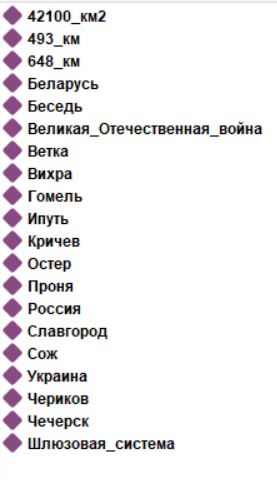 42100_км2
493_км
648_км
Беларусь
Беседь
Великая_Отечественная_война
Ветка
Вихра
Гомель
Ипуть
Кричев
Остер
Проня
Россия
Славгород
Сож
Украина
Чериков
Чечерск
Шлюзовая_система